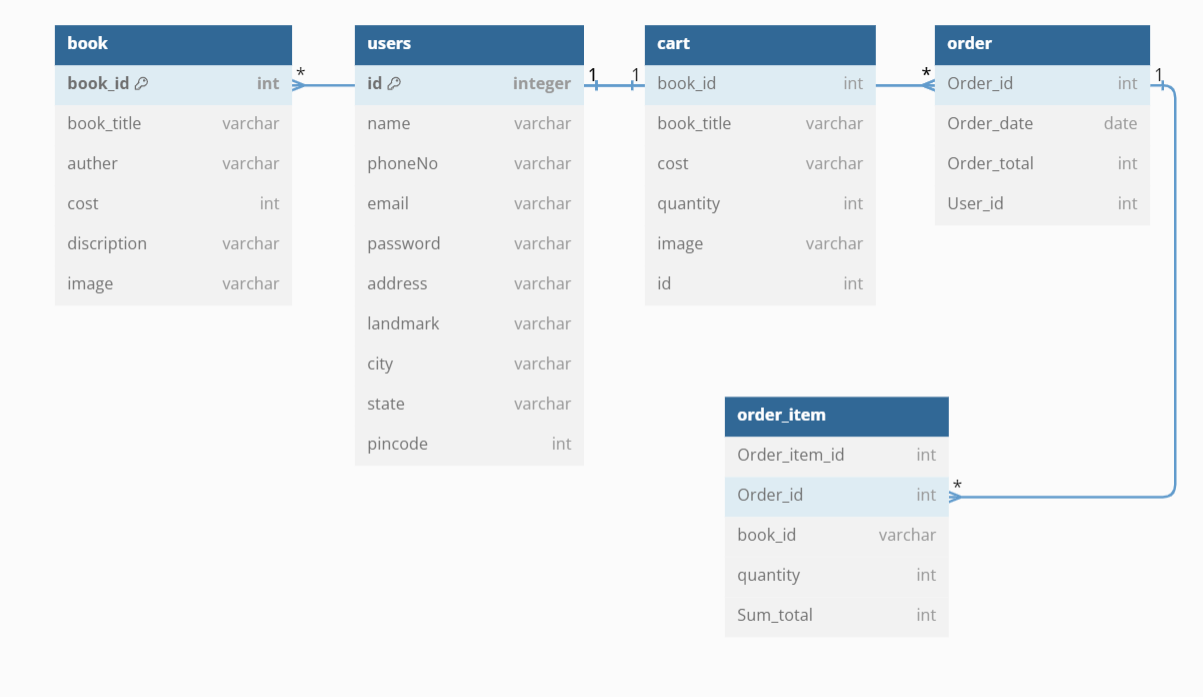 book
book_id int
book_title varchar
auther varchar
cost int
discription varchar
image varchar
*
users
id integer
name varchar
phoneNo varchar
email varchar
password varchar
address varchar
landmark varchar
city varchar
state varchar
pincode int
1 1
cart
book_id int
book_title varchar
cost varchar
quantity int
image varchar
id int
*
order
Order_id int
Order_date date
Order_total int
User_id int
1
order_item
Order_item_id int
Order_id int
book_id varchar
quantity int
Sum_total int
*